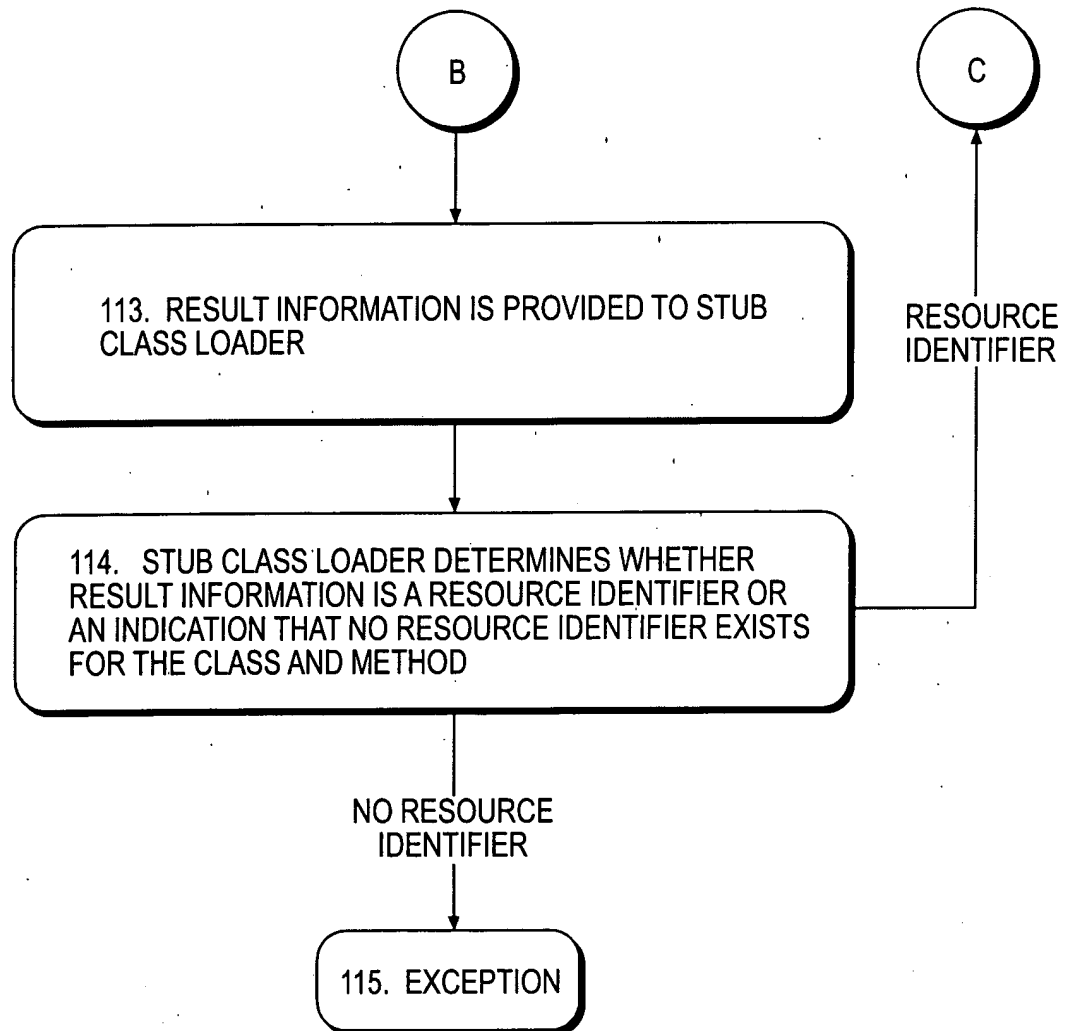 B
C
113. RESULT INFORMATION IS PROVIDED TO STUB
CLASS LOADER
RESOURCE
IDENTIFIER
114. STUB CLASS LOADER DETERMINES WHETHER
RESULT INFORMATION IS A RESOURCE IDENTIFIER OR
AN INDICATION THAT NO RESOURCE IDENTIFIER EXISTS
FOR THE CLASS AND METHOD
NO RESOURCE
IDENTIFIER
115. EXCEPTION